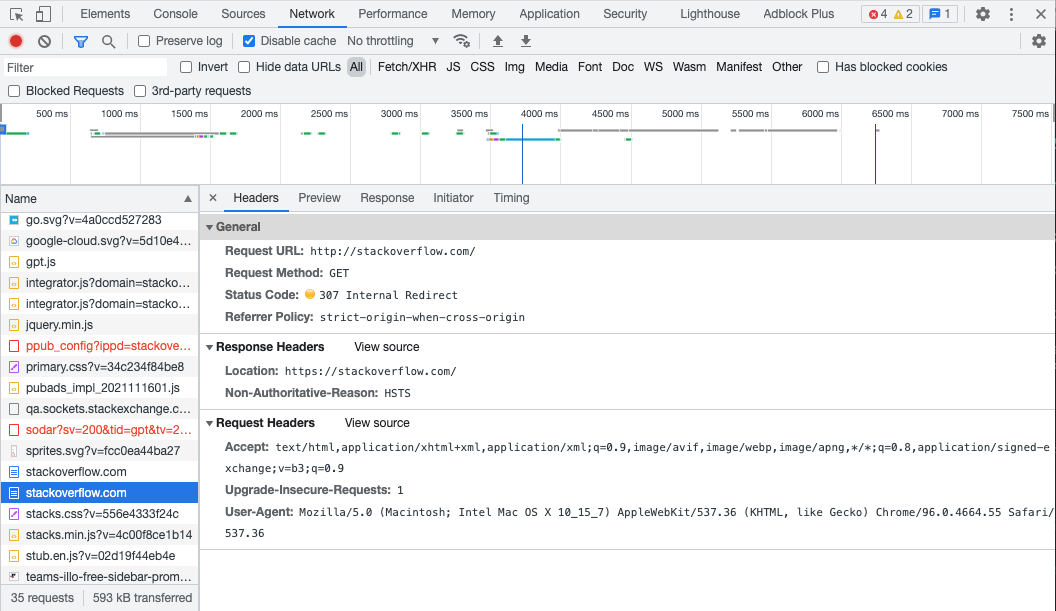 Elements Console Sources Network Performance Memory Application Security Lighthouse Adblock Plus 4 2 1
Preserve log Disable cache No throttling
Filter Invert Hide data URLs All Fetch/XHR JS CSS Img Media Font Doc WS Wasm Manifest Other Has blocked cookies
Blocked Requests 3rd-party requests
500 ms 1000 ms 1500 ms 2000 ms 2500 ms 3000 ms 3500 ms 4000 ms 4500 ms 5000 ms 5500 ms 6000 ms 6500 ms 7000 ms 7500 ms
Name
go.svg?v=4a0ccd527283
google-cloud.svg?v=5d10e4...
gpt.js
integrator.js?domain=stacko...
integrator.js?domain=stacko...
jquery.min.js
ppub_config?ippd=stackove...
primary.css?v=34c234f84be8
pubads_impl_2021111601.js
qa.sockets.stackexchange.c...
sodar?sv=200&tid=gpt&tv=2...
sprites.svg?v=fcc0ea44ba27
stackoverflow.com
stackoverflow.com
stacks.css?v=556e4333f24c
stacks.min.js?v=4c00f8ce1b14
stub.en.js?v=02d19f44eb4e
teams-illo-free-sidebar-prom...
35 requests 593 kB transferred
Headers Preview Response Initiator Timing
General
Request URL: http://stackoverflow.com/
Request Method: GET
Status Code: 307 Internal Redirect
Referrer Policy: strict-origin-when-cross-origin
Response Headers View source
Location: https://stackoverflow.com/
Non-Authoritative-Reason: HSTS
Request Headers View source
Accept: text/html,application/xhtml+xml,application/xml;q=0.9,image/avif,image/webp,image/apng,*/*;q=0.8,application/signed-e
xchange;v=b3;q=0.9
Upgrade-Insecure-Requests: 1
User-Agent: Mozilla/5.0 (Macintosh; Intel Mac OS X 10_15_7) AppleWebKit/537.36 (KHTML, like Gecko) Chrome/96.0.4664.55 Safari/
537.36